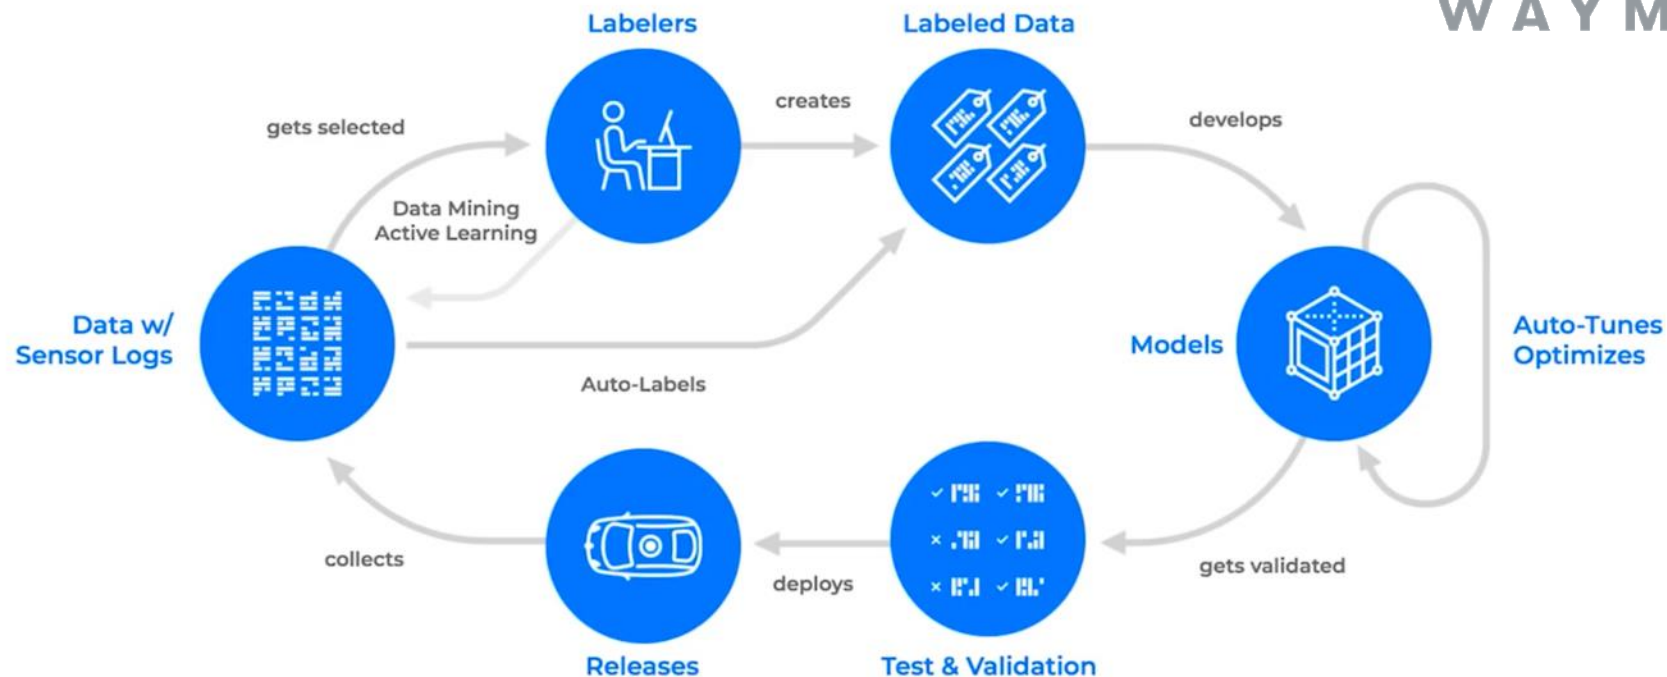 WAYM
Labelers
Labeled Data
creates
gets selected
develops
Data Mining
Active Learning
Data w/
Sensor Logs
Models
Auto-Tunes
Optimizes
Auto-Labels
collects
deploys
gets validated
Releases
Test & Validation